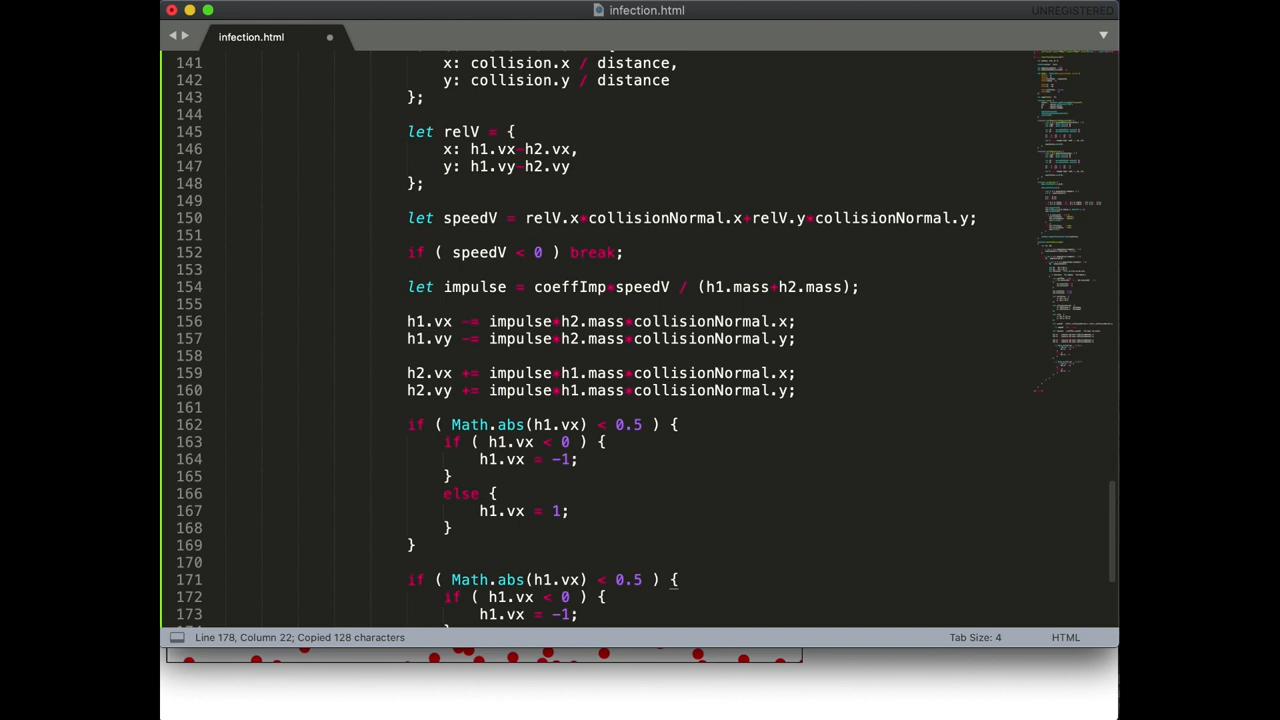 infection.html
UNREGISTERED
infection.html
141 x: collision.x / distance,
142 y: collision.y / distance
143 };
144
145 let relV = {
146 x: h1.vx-h2.vx,
147 y: h1.vy-h2.vy
148 };
149
150 let speedV = relV.x*collisionNormal.x+relV.y*collisionNormal.y;
151
152 if ( speedV < 0 ) break;
153
154 let impulse = coeffImp*speedV / (h1.mass+h2.mass);
155
156 h1.vx -= impulse*h2.mass*collisionNormal.x;
157 h1.vy -= impulse*h2.mass*collisionNormal.y;
158
159 h2.vx += impulse*h1.mass*collisionNormal.x;
160 h2.vy += impulse*h1.mass*collisionNormal.y;
161
162 if ( Math.abs(h1.vx) < 0.5 ) {
163 if ( h1.vx < 0 ) {
164 h1.vx = -1;
165 }
166 else {
167 h1.vx = 1;
168 }
169 }
170
171 if ( Math.abs(h1.vx) < 0.5 ) {
172 if ( h1.vx < 0 ) {
173 h1.vx = -1;
Line 178, Column 22; Copied 128 characters
Tab Size: 4
HTML